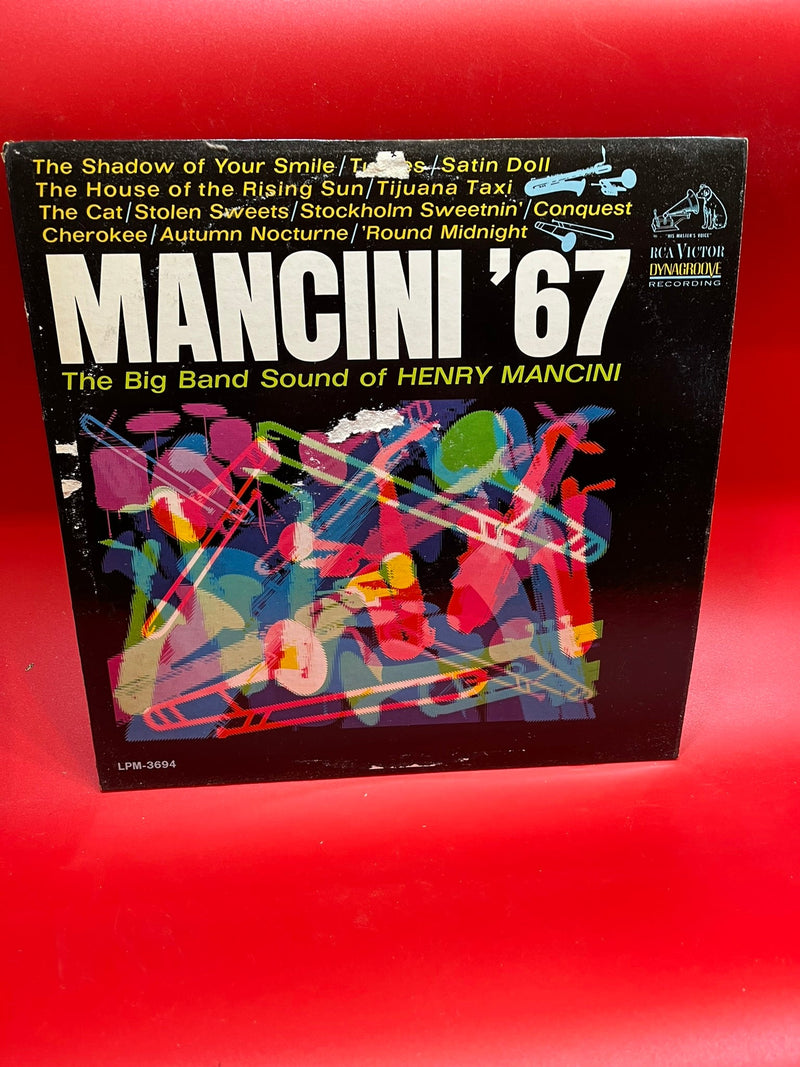 The Shadow of Your Smile/ /Satin Doll
The House of the Rising Sun/Tijuana Taxi
The Cat/Stolen Sweets/Stockholm Sweetnin'/Conquest
Cherokee/Autumn Nocturne/'Round Midnight
"HIS MASTER'S VOICE"
RCA VICTOR
DYNAGROOVE
RECORDING
MANCINI '67
The Big Band Sound of HENRY MANCINI
LPM-3694